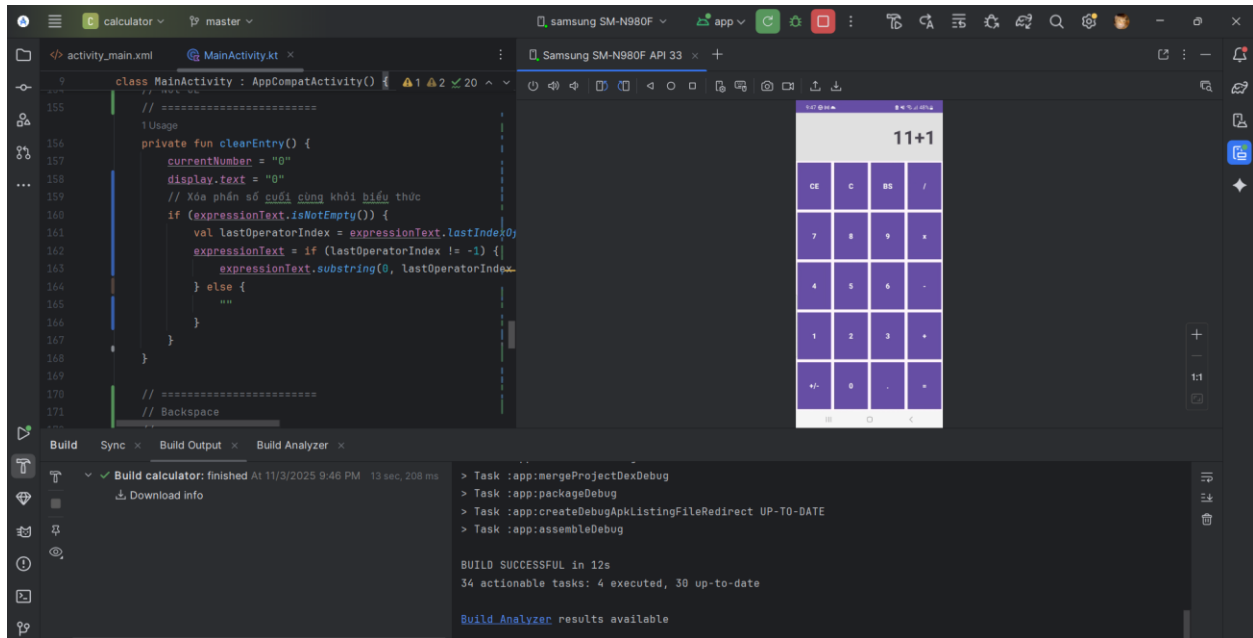 C calculator master samsung SM-N980F app
activity_main.xml MainActivity.kt Samsung SM-N980F API 33
9 class MainActivity : AppCompatActivity() { 1 2 20
155 // ========================
1 Usage
156 private fun clearEntry() {
157 currentNumber = "0"
158 display.text = "0"
159 // Xóa phần số cuối cùng khỏi biểu thức
160 if (expressionText.isNotEmpty()) {
161 val lastOperatorIndex = expressionText.lastIndexOf
162 expressionText = if (lastOperatorIndex != -1) {
163 expressionText.substring(0, lastOperatorIndex
164 } else {
165 ""
166 }
167 }
168 }
169
170 // ========================
171 // Backspace
11+1
CE C BS /
7 8 9 x
4 5 6 -
1 2 3 +
+/- 0 . =
1:1
Build Sync Build Output Build Analyzer
Build calculator: finished At 11/3/2025 9:46 PM 13 sec, 208 ms
Download info
> Task :app:mergeProjectDexDebug
> Task :app:packageDebug
> Task :app:createDebugApkListingFileRedirect UP-TO-DATE
> Task :app:assembleDebug
BUILD SUCCESSFUL in 12s
34 actionable tasks: 4 executed, 30 up-to-date
Build Analyzer results available